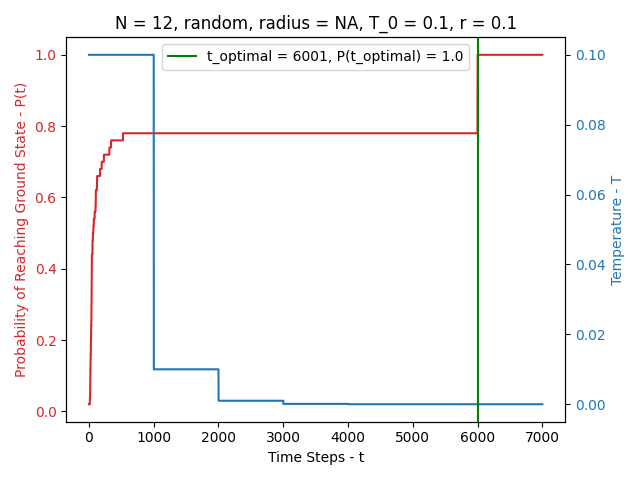 N = 12, random, radius = NA, T_0 = 0.1, r = 0.1
t_optimal = 6001, P(t_optimal) = 1.0
Probability of Reaching Ground State - P(t)
1.0
0.8
0.6
0.4
0.2
0.0
0.10
0.08
0.06
0.04
0.02
0.00
Temperature - T
0 1000 2000 3000 4000 5000 6000 7000
Time Steps - t